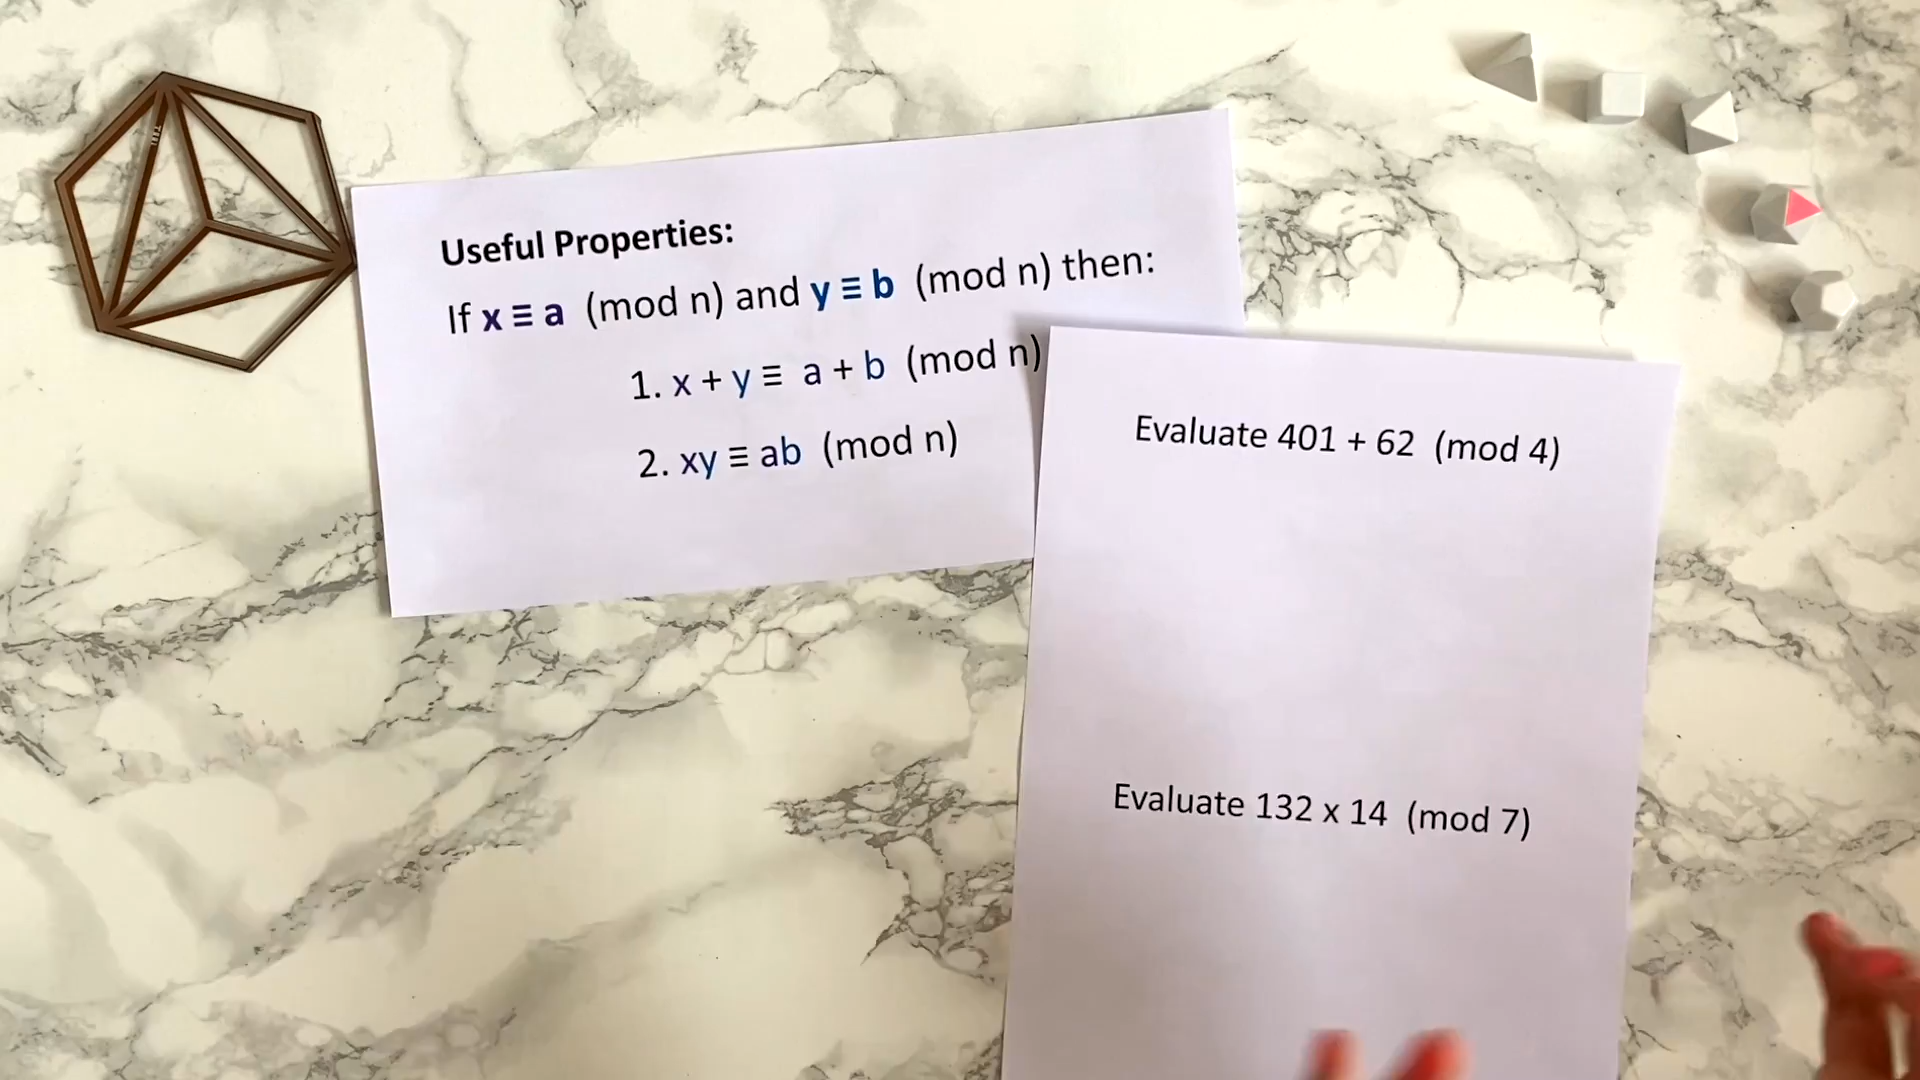 Useful Properties:
If x ≡ a (mod n) and y ≡ b (mod n) then:
1. x + y ≡ a + b (mod n)
2. xy ≡ ab (mod n)
Evaluate 401 + 62 (mod 4)
Evaluate 132 x 14 (mod 7)